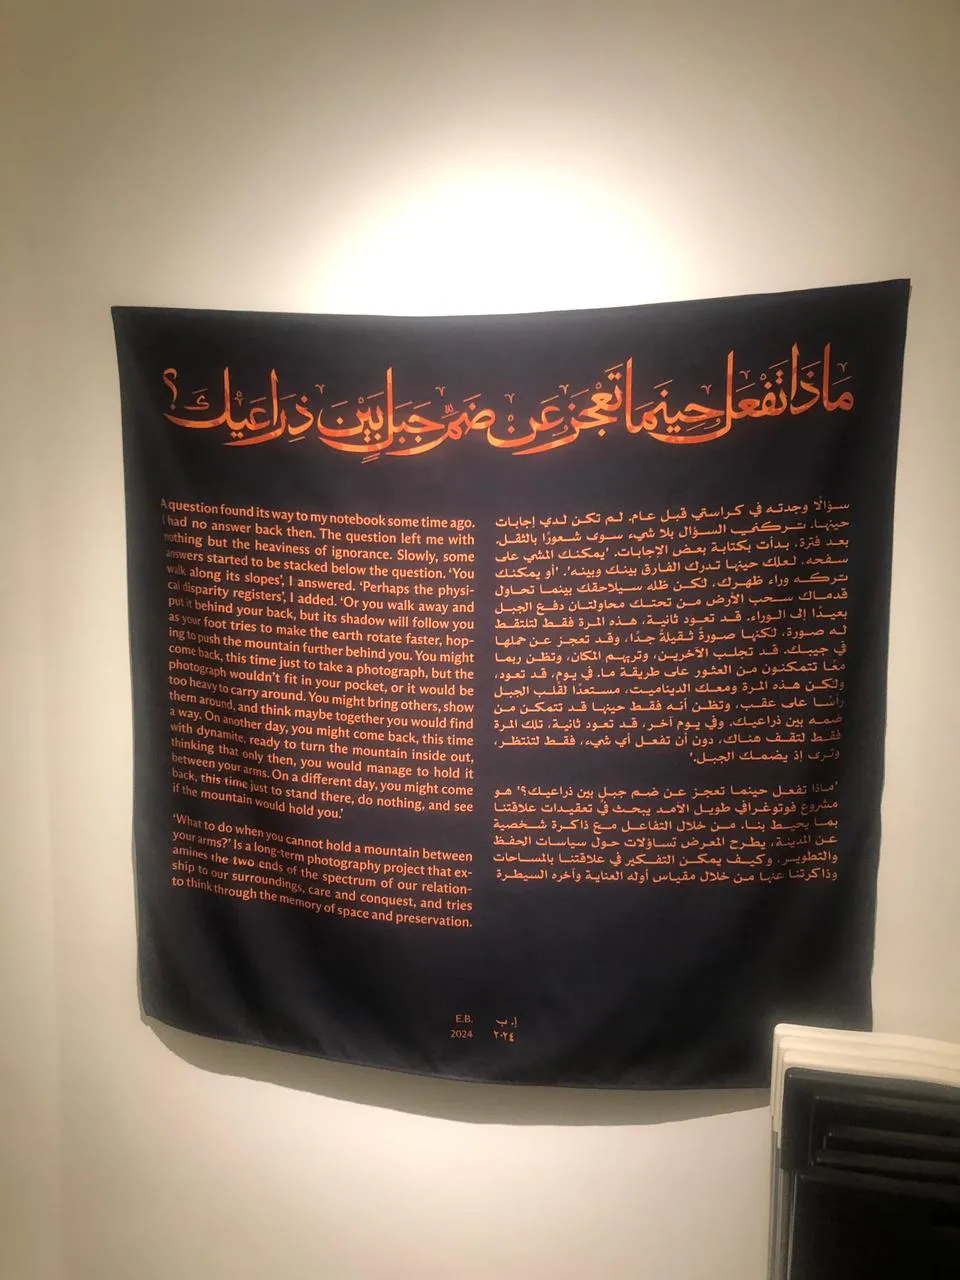 ماذا تفعل حينما تعجز عن ضم جبل بين ذراعيك؟
A question found its way to my notebook some time ago.
I had no answer back then. The question left me with
nothing but the heaviness of ignorance. Slowly, some
answers started to be stacked below the question. ‘You
walk along its slopes’, I answered. ‘Perhaps the physi-
cal disparity registers’, I added. ‘Or you walk away and
put it behind your back, but its shadow will follow you
as your foot tries to make the earth rotate faster, hop-
ing to push the mountain further behind you. You might
come back, this time just to take a photograph, but the
photograph wouldn’t fit in your pocket, or it would be
too heavy to carry around. You might bring others, show
them around, and think maybe together you would find
a way. On another day, you might come back, this time
with dynamite, ready to turn the mountain inside out,
thinking that only then, you would manage to hold it
between your arms. On a different day, you might come
back, this time just to stand there, do nothing, and see
if the mountain would hold you.’
‘What to do when you cannot hold a mountain between
your arms?’ Is a long-term photography project that ex-
amines the two ends of the spectrum of our relation-
ship to our surroundings, care and conquest, and tries
to think through the memory of space and preservation.
E.B.
2024
سؤالًا وجدته في كراستي قبل عام. لم تكن لدي إجابات
حينها. تركني السؤال بلا شيء سوى شعورًا بالثقل.
بعد فترة، بدأت بكتابة بعض الإجابات. ’يمكنك المشي على
سفحه، لعلك حينها تدرك الفارق بينك وبينه‘. ’أو يمكنك
تركه وراء ظهرك، لكن ظله سيلاحقك بينما تحاول
قدماك سحب الأرض من تحتك محاولتان دفع الجبل
بعيدًا إلى الوراء. قد تعود ثانية، هذه المرة فقط لتلتقط
له صورة، لكنها صورةً ثقيلةً جدًا، وقد تعجز عن حملها
في جيبك. قد تجلب الآخرين، وتريهم المكان، وتظن ربما
معًا تتمكنون من العثور على طريقة ما. في يوم، قد تعود،
ولكن هذه المرة ومعك الديناميت، مستعدًا لقلب الجبل
رأسًا على عقب، وتظن أنه فقط حينها قد تتمكن من
ضمه بين ذراعيك. وفي يوم آخر، قد تعود ثانية، تلك المرة
فقط لتقف هناك، دون أن تفعل أي شيء، فقط لتنتظر،
وترى إذ يضمك الجبل.‘
’ماذا تفعل حينما تعجز عن ضم جبل بين ذراعيك؟‘ هو
مشروع فوتوغرافي طويل الأمد يبحث في تعقيدات علاقتنا
بما يحيط بنا. من خلال التفاعل مع ذاكرة شخصية
عن المدينة، يطرح المعرض تساؤلات حول سياسات الحفظ
والتطوير. وكيف يمكن التفكير في علاقتنا بالمساحات
وذاكرتنا عنها من خلال مقياس أوله العناية وآخره السيطرة
إ. ب
٢٠٢٤